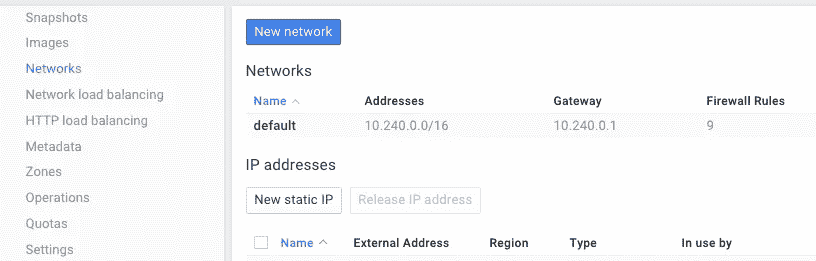 Snapshots
Images
Networks
Network load balancing
HTTP load balancing
Metadata
Zones
Operations
Quotas
Settings
New network
Networks
Name Addresses Gateway Firewall Rules
default 10.240.0.0/16 10.240.0.1 9
IP addresses
New static IP Release IP address
Name External Address Region Type In use by